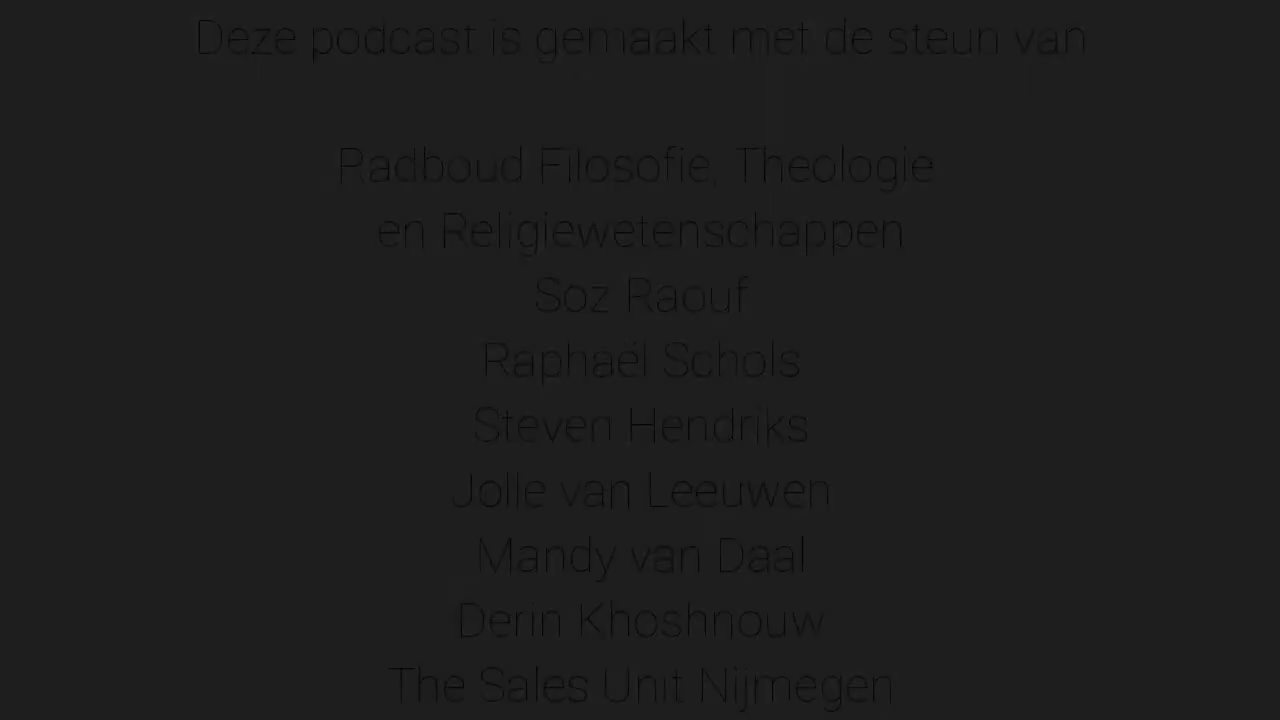 Deze podcast is gemaakt met de steun van
Radboud Filosofie, Theologie
en Religiewetenschappen
Soz Raouf
Raphaël Schols
Steven Hendriks
Jolle van Leeuwen
Mandy van Daal
Derin Khoshnouw
The Sales Unit Nijmegen